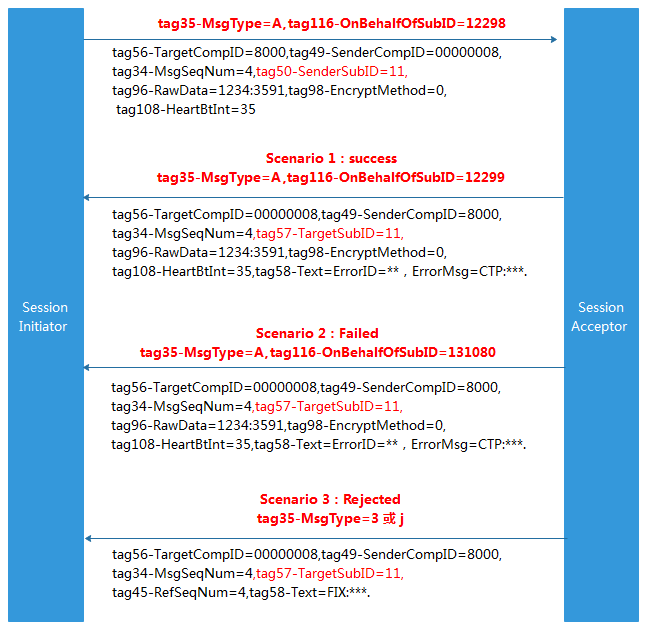 tag35-MsgType=A,tag116-OnBehalfOfSubID=12298
tag56-TargetCompID=8000,tag49-SenderCompID=00000008,
tag34-MsgSeqNum=4,tag50-SenderSubID=11,
tag96-RawData=1234:3591,tag98-EncryptMethod=0,
tag108-HeartBtInt=35
Scenario 1：success
tag35-MsgType=A,tag116-OnBehalfOfSubID=12299
tag56-TargetCompID=00000008,tag49-SenderCompID=8000,
tag34-MsgSeqNum=4,tag57-TargetSubID=11,
tag96-RawData=1234:3591,tag98-EncryptMethod=0,
tag108-HeartBtInt=35,tag58-Text=ErrorID=**，ErrorMsg=CTP:***.
Session
Initiator
Session
Acceptor
Scenario 2：Failed
tag35-MsgType=A,tag116-OnBehalfOfSubID=131080
tag56-TargetCompID=00000008,tag49-SenderCompID=8000,
tag34-MsgSeqNum=4,tag57-TargetSubID=11,
tag96-RawData=1234:3591,tag98-EncryptMethod=0,
tag108-HeartBtInt=35,tag58-Text=ErrorID=**，ErrorMsg=CTP:***.
Scenario 3：Rejected
tag35-MsgType=3 或 j
tag56-TargetCompID=00000008,tag49-SenderCompID=8000,
tag34-MsgSeqNum=4,tag57-TargetSubID=11,
tag45-RefSeqNum=4,tag58-Text=FIX:***.